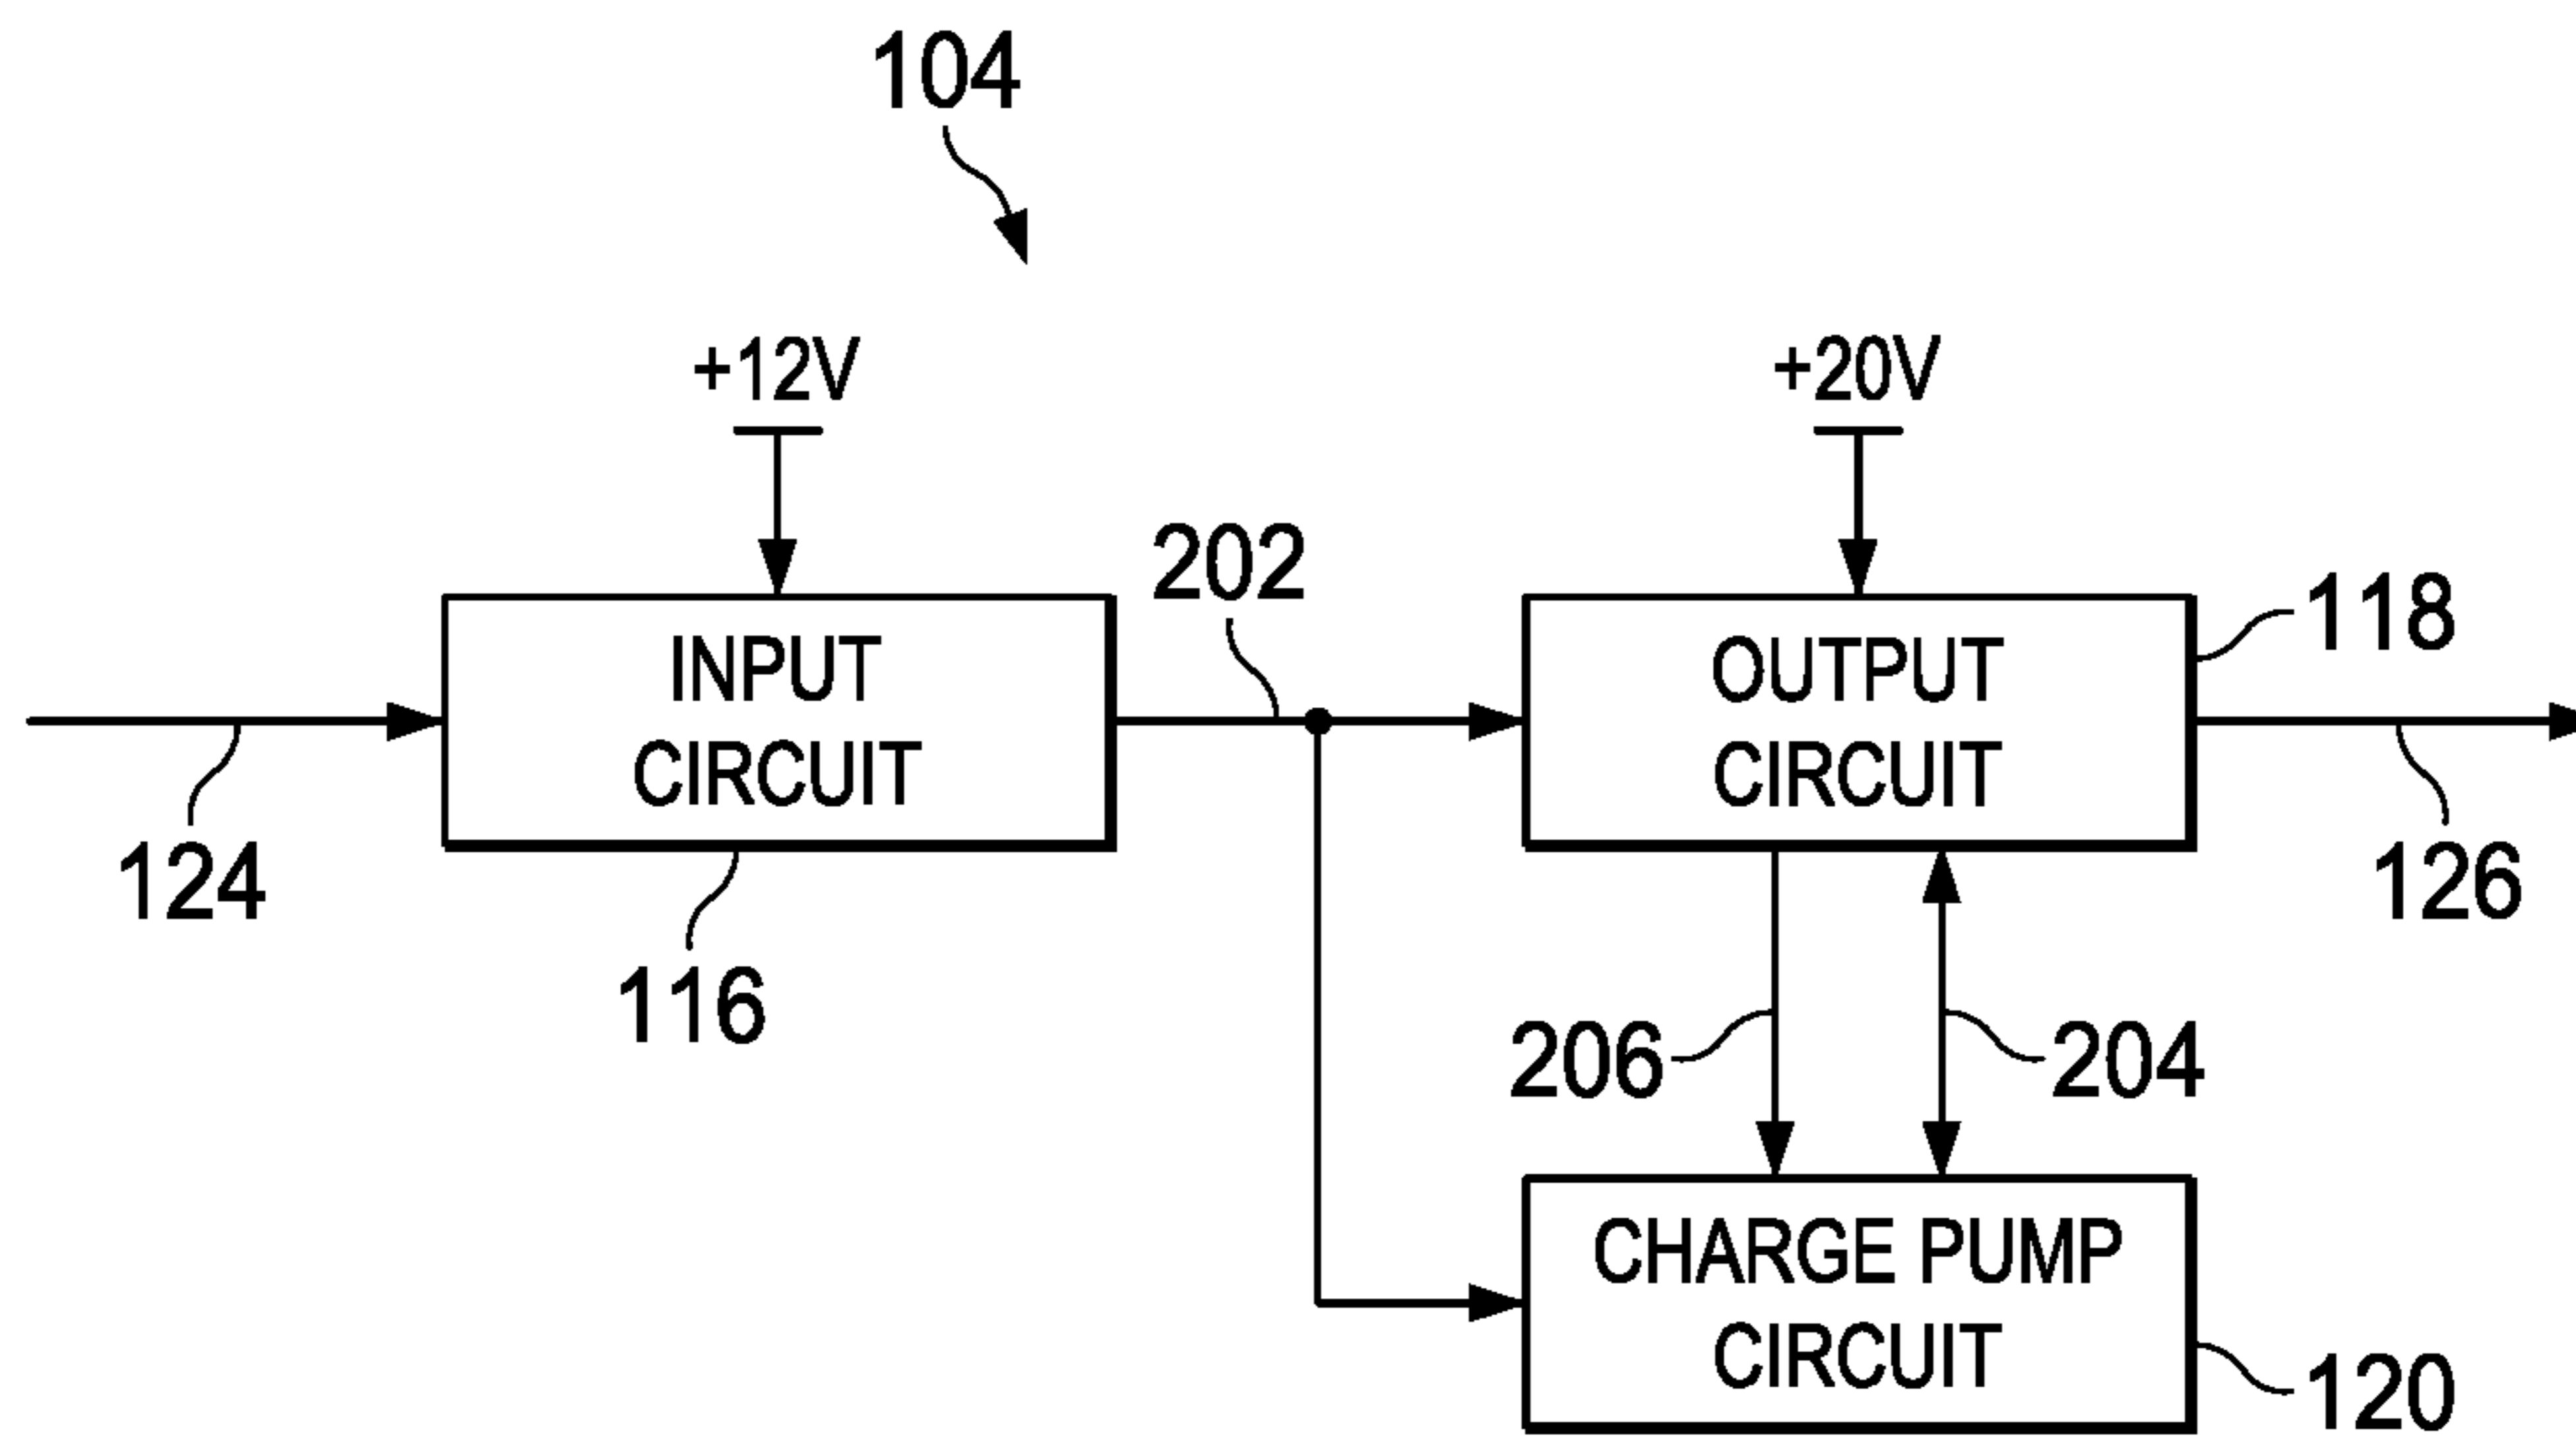 104
+12V
+20V
202
INPUT
CIRCUIT
OUTPUT
CIRCUIT
118
124
126
116
206
204
CHARGE PUMP
CIRCUIT
120